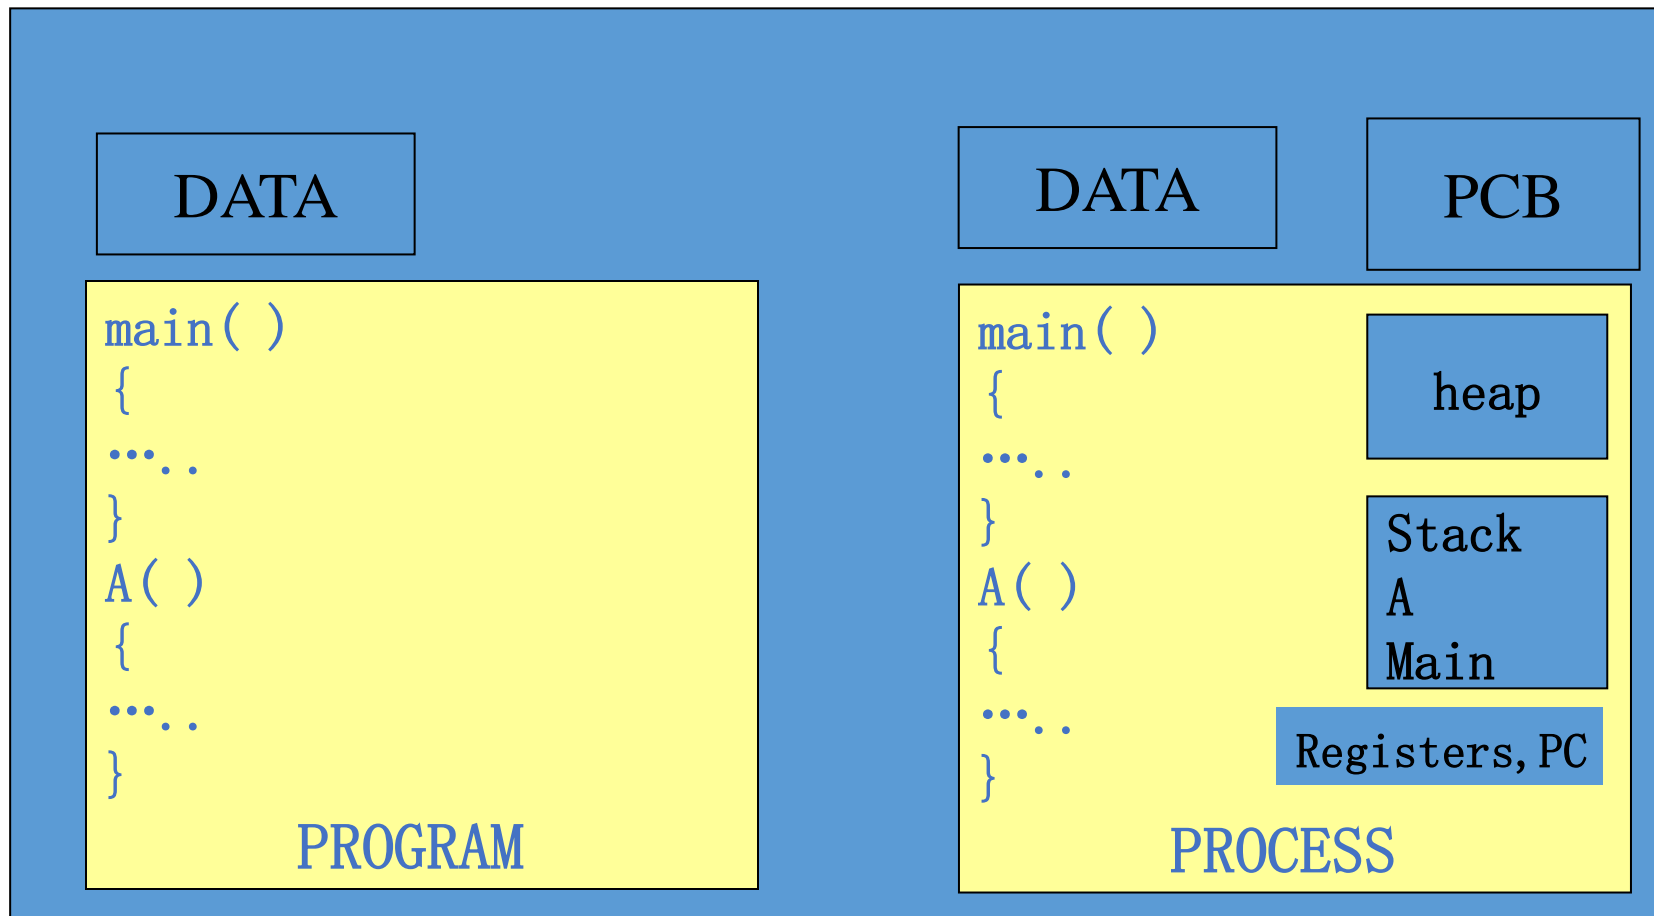 DATA
main( )
{
…..
}
A( )
{
…..
}
PROGRAM
DATA
PCB
main( )
{
…..
}
A( )
{
…..
}
heap
Stack
A
Main
Registers,PC
PROCESS